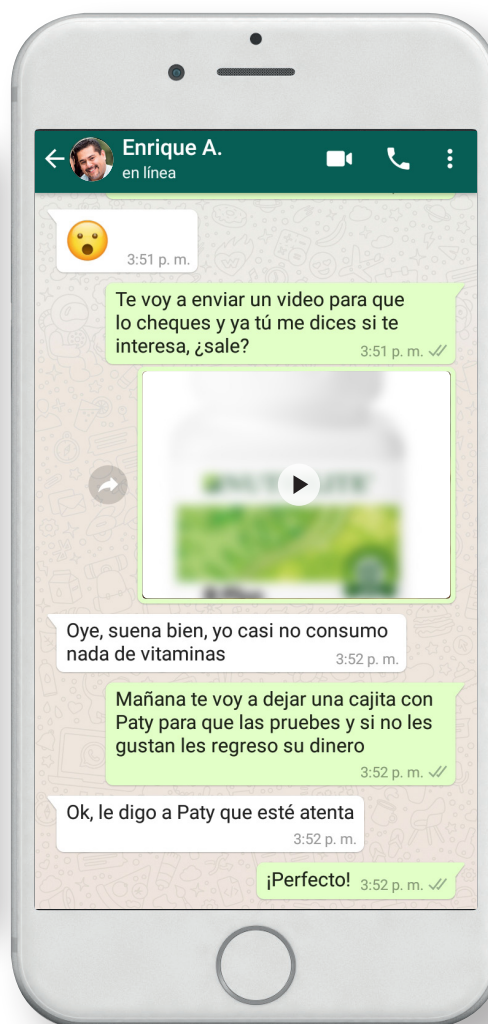 Enrique A.
en línea
3:51 p. m.
Te voy a enviar un video para que
lo cheques y ya tú me dices si te
interesa, ¿sale?
3:51 p. m.
Oye, suena bien, yo casi no consumo
nada de vitaminas
3:52 p. m.
Mañana te voy a dejar una cajita con
Paty para que las pruebes y si no les
gustan les regreso su dinero
3:52 p. m.
Ok, le digo a Paty que esté atenta
3:52 p. m.
¡Perfecto! 3:52 p. m.